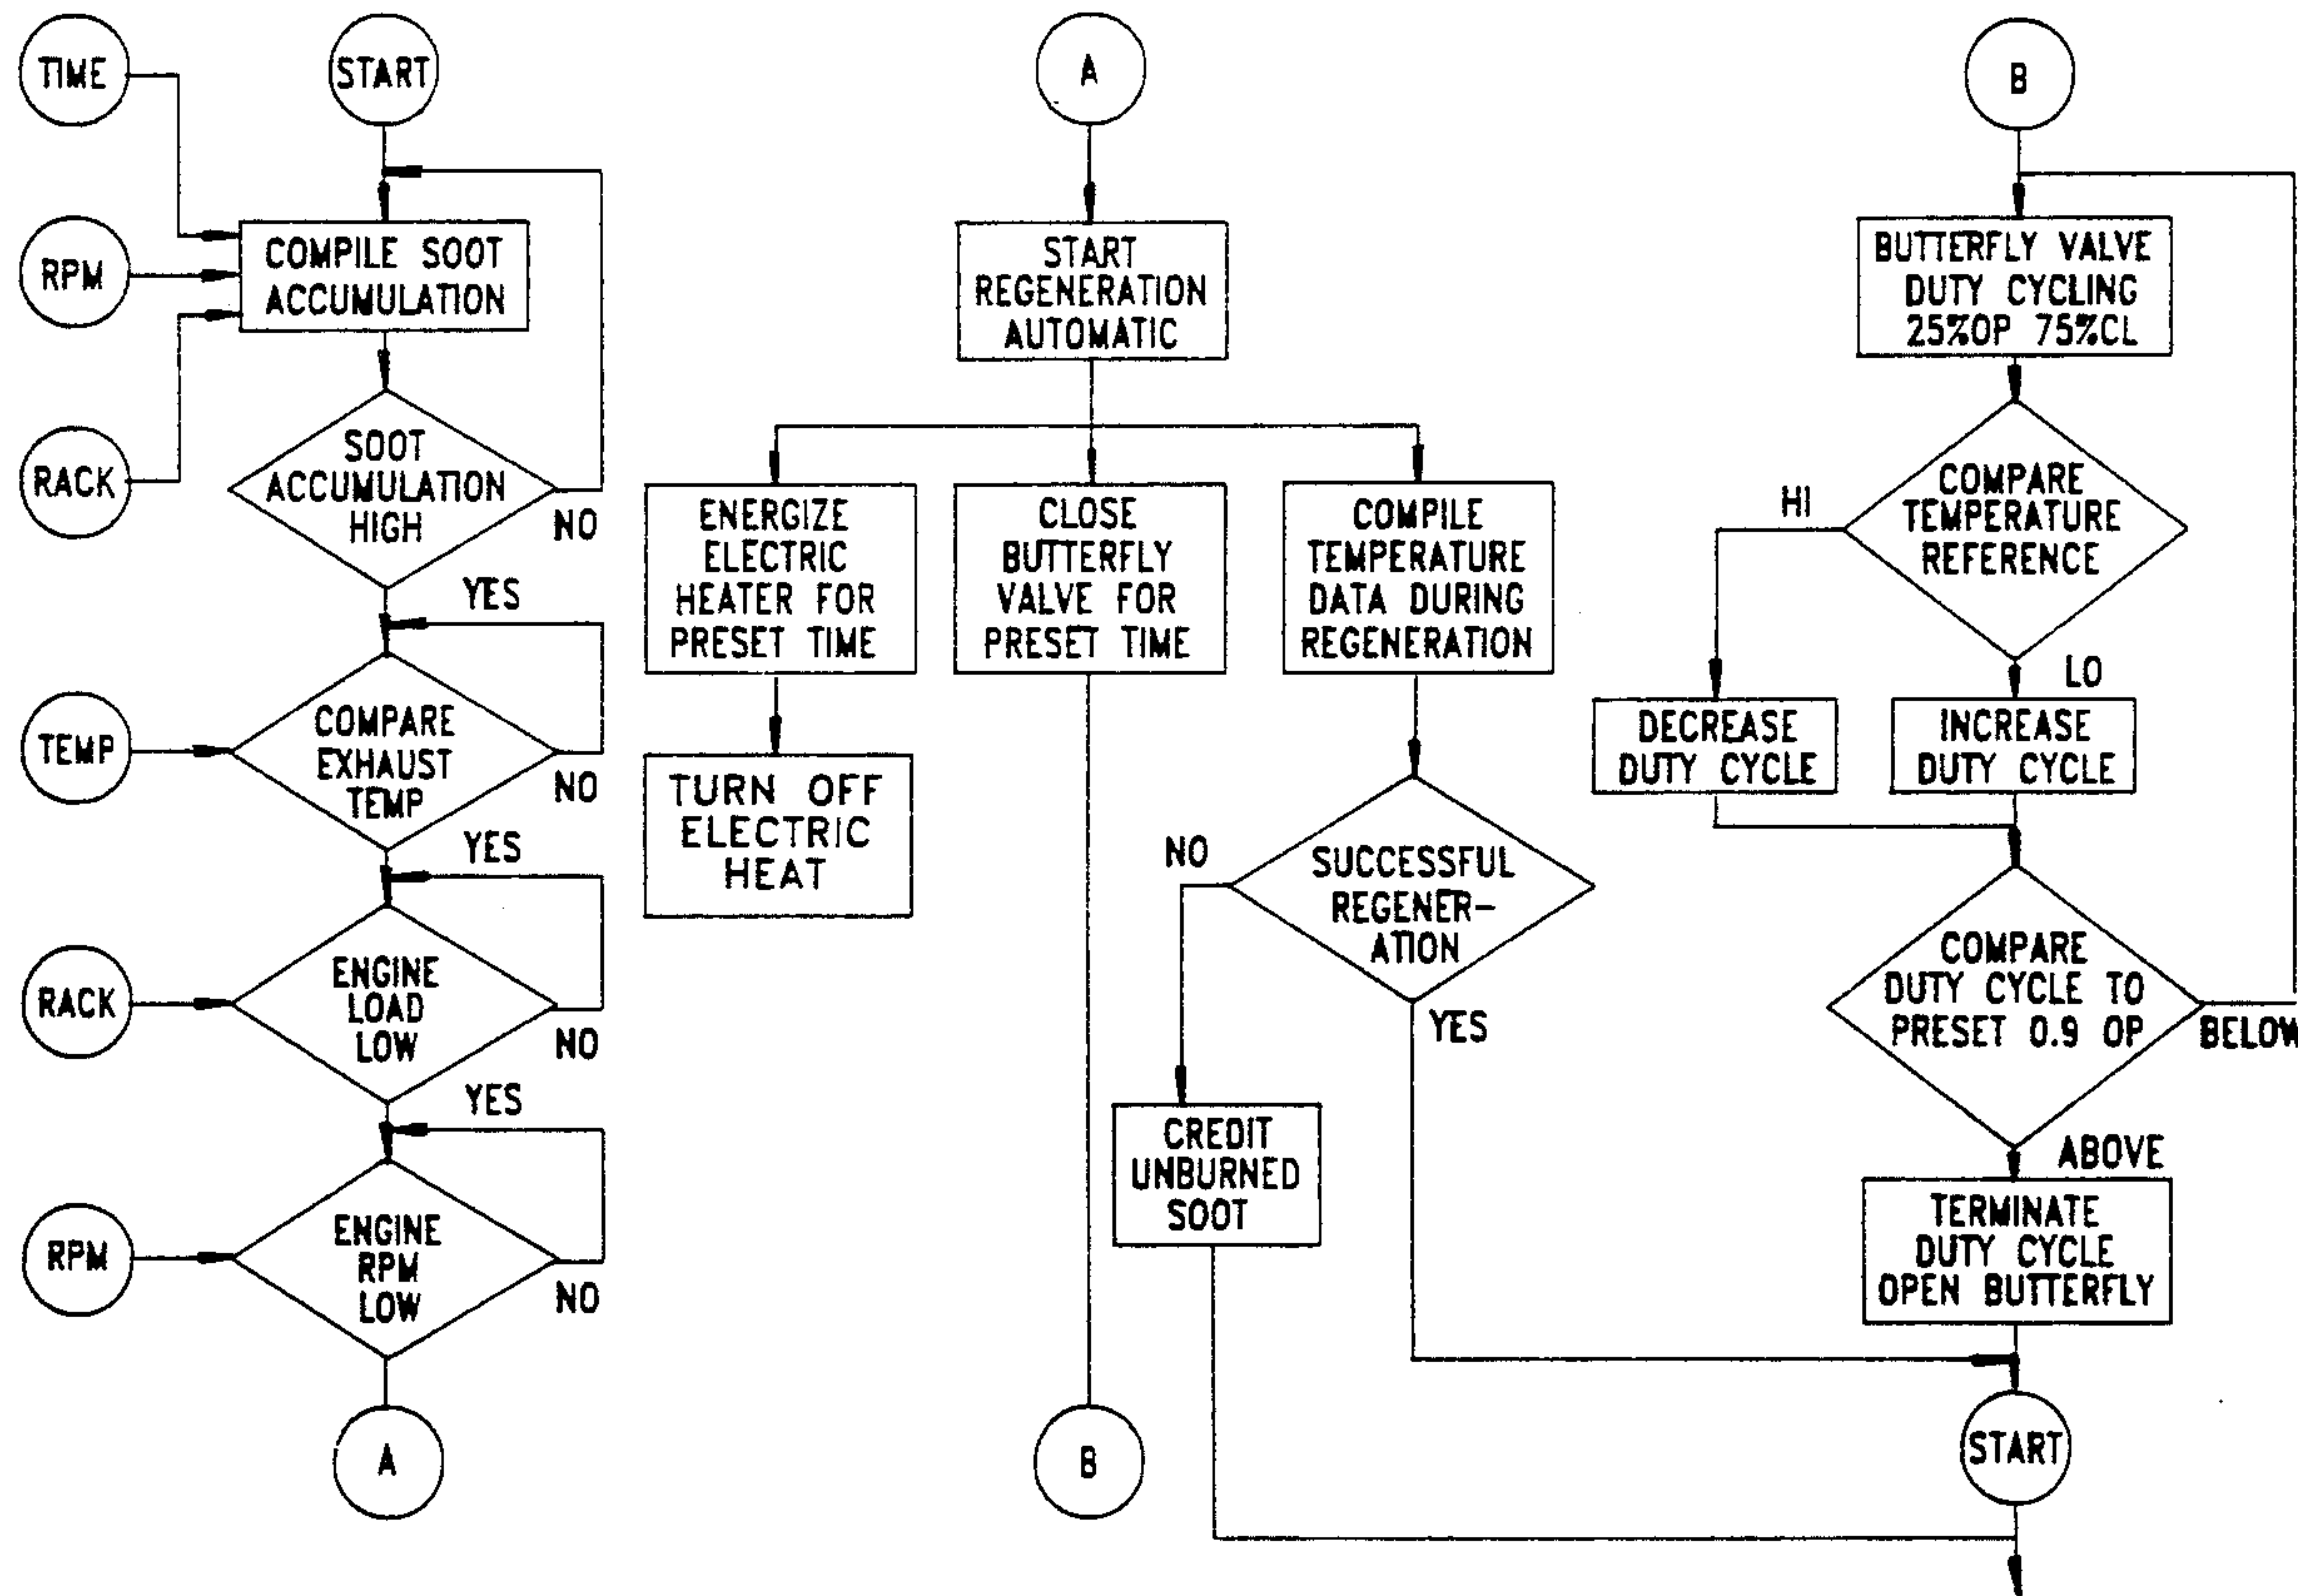 TIME
START
RPM
COMPILE SOOT
ACCUMULATION
RACK
SOOT
ACCUMULATION
HIGH
NO
YES
TEMP
COMPARE
EXHAUST
TEMP
NO
YES
RACK
ENGINE
LOAD
LOW
NO
YES
RPM
ENGINE
RPM
LOW
NO
A
A
START
REGENERATION
AUTOMATIC
ENERGIZE
ELECTRIC
HEATER FOR
PRESET TIME
TURN OFF
ELECTRIC
HEAT
CLOSE
BUTTERFLY
VALVE FOR
PRESET TIME
B
COMPILE
TEMPERATURE
DATA DURING
REGENERATION
NO
SUCCESSFUL
REGENER-
ATION
YES
CREDIT
UNBURNED
SOOT
B
BUTTERFLY VALVE
DUTY CYCLING
25%OP 75%CL
HI
COMPARE
TEMPERATURE
REFERENCE
LO
DECREASE
DUTY CYCLE
INCREASE
DUTY CYCLE
COMPARE
DUTY CYCLE TO
PRESET 0.9 OP
BELOW
ABOVE
TERMINATE
DUTY CYCLE
OPEN BUTTERFLY
START